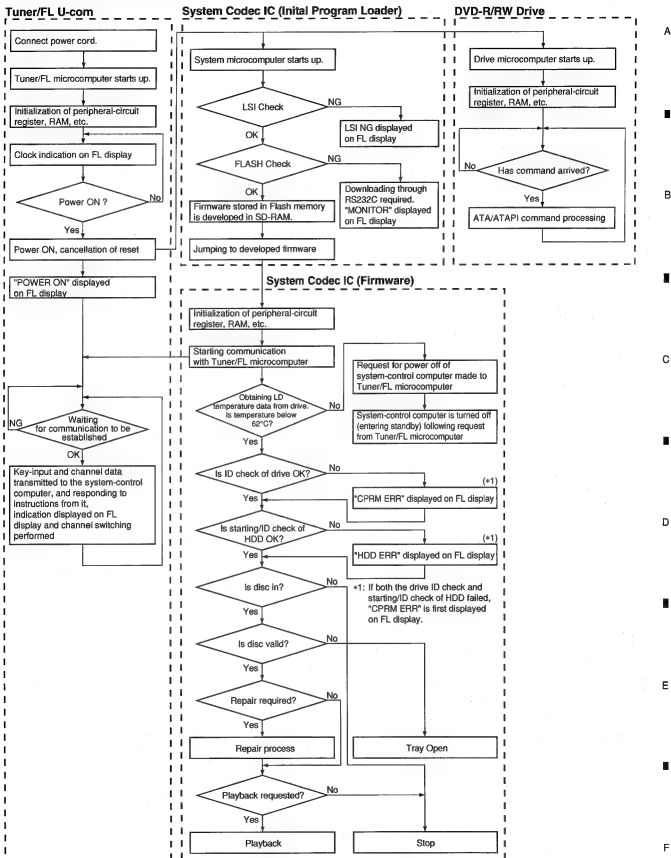 Tuner/FL U-com
Connect power cord.
Tuner/FL microcomputer starts up.
Initialization of peripheral-circuit
register, RAM, etc.
Clock indication on FL display
Power ON ?
No
Yes
Power ON, cancellation of reset
"POWER ON" displayed
on FL display
NG
Waiting
for communication to be
established
OK
Key-input and channel data
transmitted to the system-control
computer, and responding to
instructions from it,
indication displayed on FL
display and channel switching
performed
System Codec IC (Inital Program Loader)
System microcomputer starts up.
LSI Check
NG
OK
LSI NG displayed
on FL display
FLASH Check
NG
OK
Downloading through
RS232C required.
"MONITOR" displayed
on FL display
Firmware stored in Flash memory
is developed in SD-RAM.
Jumping to developed firmware
DVD-R/RW Drive
Drive microcomputer starts up.
Initialization of peripheral-circuit
register, RAM, etc.
No
Has command arrived?
Yes
ATA/ATAPI command processing
System Codec IC (Firmware)
Initialization of peripheral-circuit
register, RAM, etc.
Starting communication
with Tuner/FL microcomputer
Obtaining LD
temperature data from drive.
Is temperature below
62°C?
No
Yes
Request for power off of
system-control computer made to
Tuner/FL microcomputer
System-control computer is turned off
(entering standby) following request
from Tuner/FL microcomputer
Is ID check of drive OK?
No
Yes
(*1)
"CPRM ERR" displayed on FL display
Is starting/ID check of
HDD OK?
No
Yes
(*1)
"HDD ERR" displayed on FL display
*1: If both the drive ID check and
starting/ID check of HDD failed,
"CPRM ERR" is first displayed
on FL display.
Is disc in?
No
Yes
Is disc valid?
No
Yes
Repair required?
No
Yes
Repair process
Tray Open
Playback requested?
No
Yes
Playback
Stop
A
B
C
D
E
F